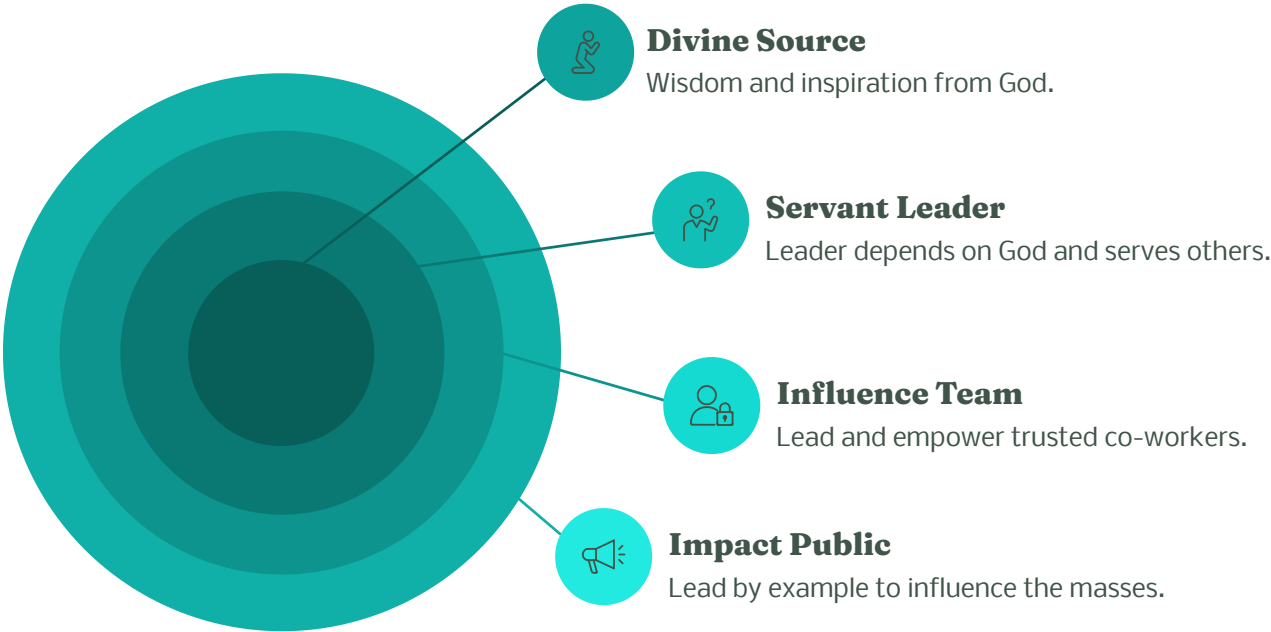 Divine Source
Wisdom and inspiration from God.
Servant Leader
Leader depends on God and serves others.
Influence Team
Lead and empower trusted co-workers.
Impact Public
Lead by example to influence the masses.